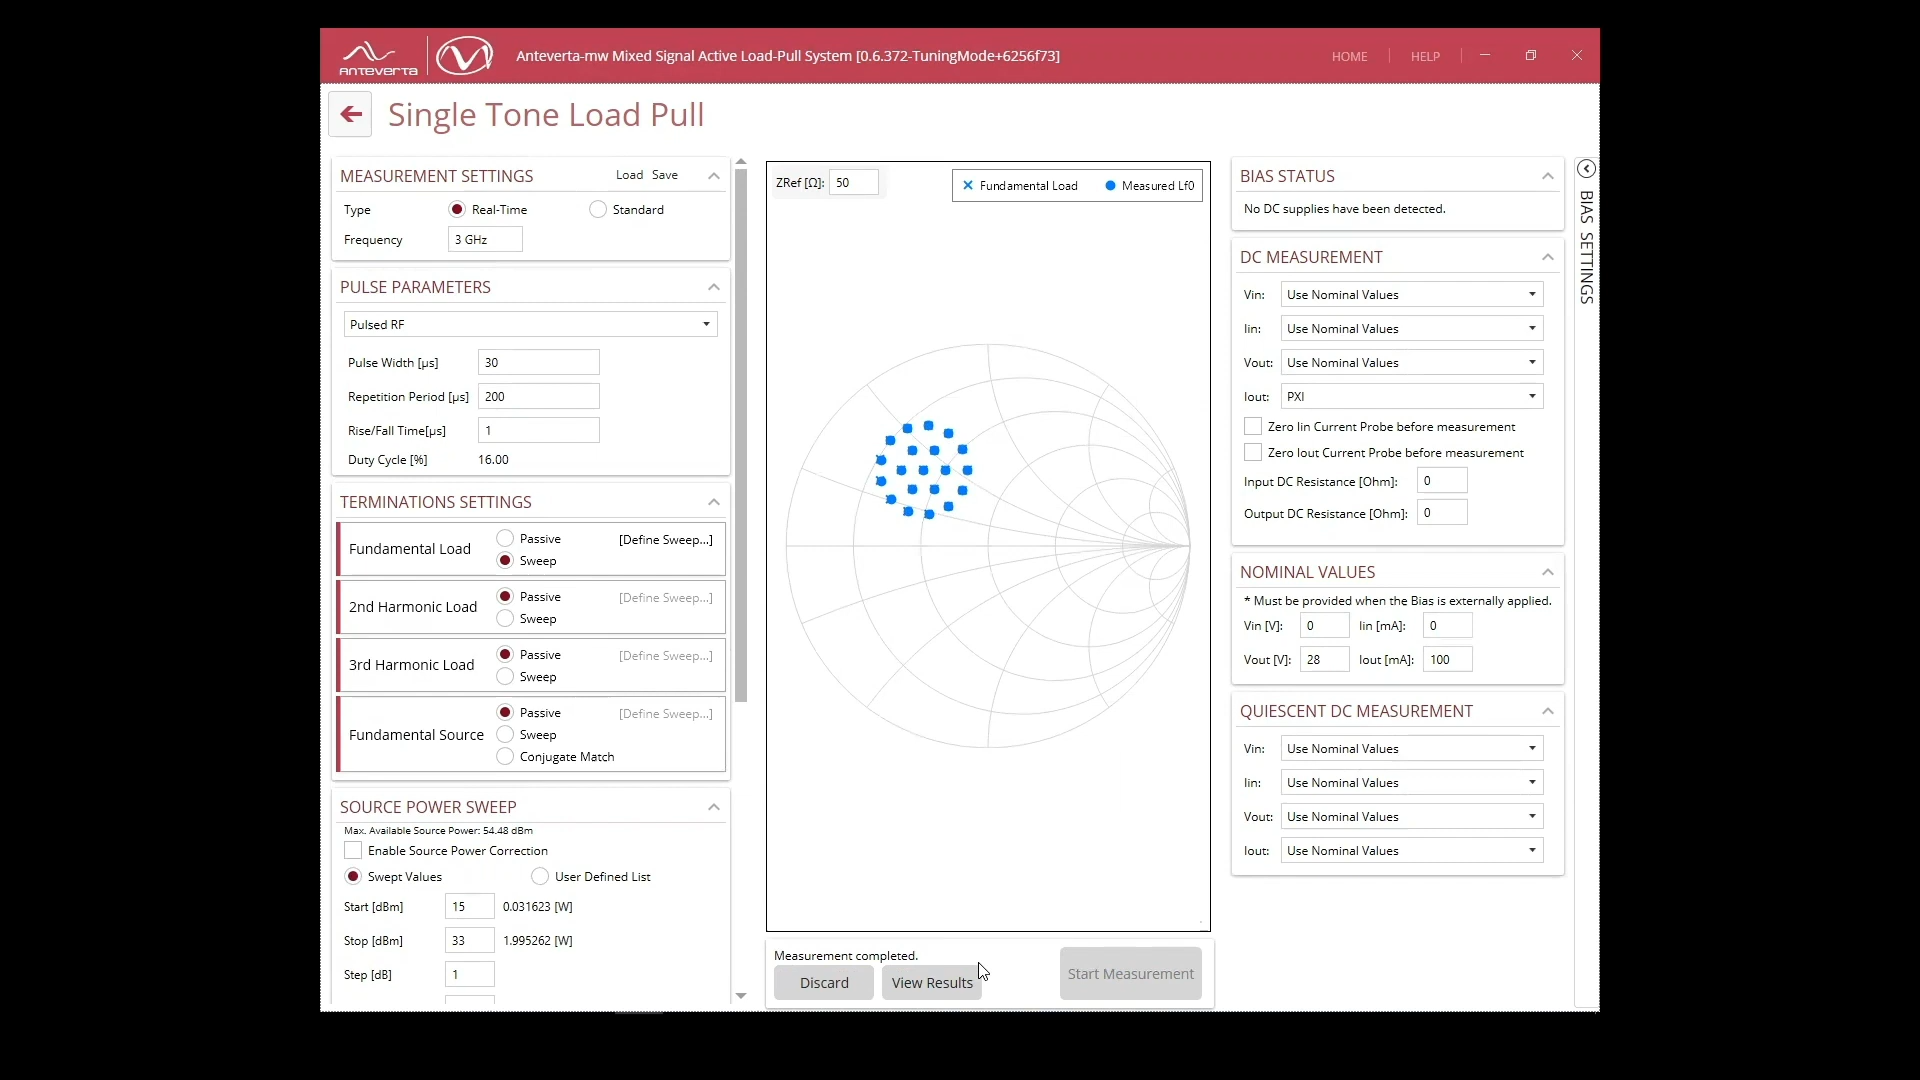 ANTEVERTA
Anteverta-mw Mixed Signal Active Load-Pull System [0.6.372-TuningMode+6256f73]
HOME
HELP
Single Tone Load Pull
MEASUREMENT SETTINGS
Load Save
Type
Real-Time
Standard
Frequency
3 GHz
PULSE PARAMETERS
Pulsed RF
Pulse Width [µs]
30
Repetition Period [µs]
200
Rise/Fall Time[µs]
1
Duty Cycle [%]
16.00
TERMINATIONS SETTINGS
Fundamental Load
Passive
[Define Sweep...]
Sweep
2nd Harmonic Load
Passive
[Define Sweep...]
Sweep
3rd Harmonic Load
Passive
[Define Sweep...]
Sweep
Fundamental Source
Passive
[Define Sweep...]
Sweep
Conjugate Match
SOURCE POWER SWEEP
Max. Available Source Power: 54.48 dBm
Enable Source Power Correction
Swept Values
User Defined List
Start [dBm]
15
0.031623 [W]
Stop [dBm]
33
1.995262 [W]
Step [dB]
1
ZRef [Ω]:
50
Fundamental Load
Measured Lf0
Measurement completed.
Discard
View Results
Start Measurement
BIAS STATUS
No DC supplies have been detected.
DC MEASUREMENT
Vin:
Use Nominal Values
Iin:
Use Nominal Values
Vout:
Use Nominal Values
Iout:
PXI
Zero Iin Current Probe before measurement
Zero Iout Current Probe before measurement
Input DC Resistance [Ohm]:
0
Output DC Resistance [Ohm]:
0
NOMINAL VALUES
* Must be provided when the Bias is externally applied.
Vin [V]:
0
Iin [mA]:
0
Vout [V]:
28
Iout [mA]:
100
QUIESCENT DC MEASUREMENT
Vin:
Use Nominal Values
Iin:
Use Nominal Values
Vout:
Use Nominal Values
Iout:
Use Nominal Values
BIAS SETTINGS